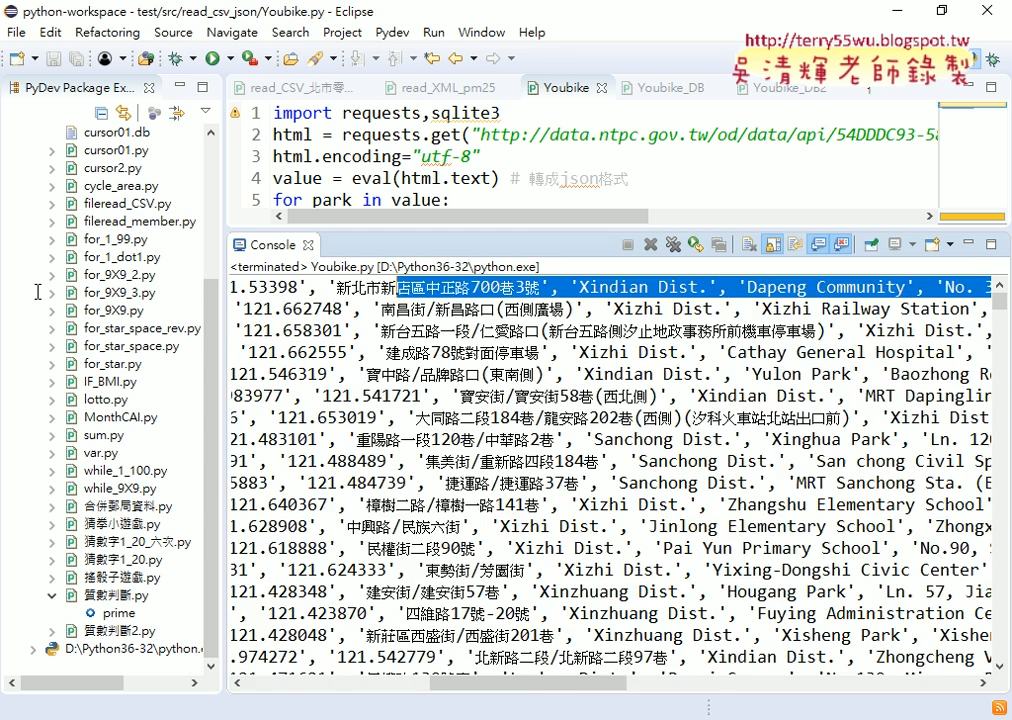 python-workspace - test/src/read_csv_json/Youbike.py - Eclipse
File Edit Refactoring Source Navigate Search Project Pydev Run Window Help
http://terry55wu.blogspot.tw
吳清輝老師錄製
PyDev Package Ex...
read_CSV_北市零...
read_XML_pm25
Youbike
Youbike_DB
Youbike_DB2
1
cursor01.db
cursor01.py
cursor2.py
cycle_area.py
fileread_CSV.py
fileread_member.py
for_1_99.py
for_1_dot1.py
for_9X9_2.py
for_9X9_3.py
for_9X9.py
for_star_space_rev.py
for_star_space.py
for_star.py
IF_BMI.py
lotto.py
MonthCAl.py
sum.py
var.py
while_1_100.py
while_9X9.py
合併郵局資料.py
猜拳小遊戲.py
猜數字1_20_六次.py
猜數字1_20.py
搖骰子遊戲.py
質數判斷.py
prime
質數判斷2.py
D:\Python36-32\python.
1 import requests,sqlite3
2 html = requests.get("http://data.ntpc.gov.tw/od/data/api/54DDDC93-58
3 html.encoding="utf-8"
4 value = eval(html.text) # 轉成json格式
5 for park in value:
Console
<terminated> Youbike.py [D:\Python36-32\python.exe]
1.53398', '新北市新店區中正路700巷3號', 'Xindian Dist.', 'Dapeng Community', 'No. 3
'121.662748', '南昌街/新昌路口(西側廣場)', 'Xizhi Dist.', 'Xizhi Railway Station',
'121.658301', '新台五路一段/仁愛路口(新台五路側汐止地政事務所前機車停車場)', 'Xizhi Dist.',
'121.662555', '建成路78號對面停車場', 'Xizhi Dist.', 'Cathay General Hospital',
121.546319', '寶中路/品牌路口(東南側)', 'Xindian Dist.', 'Yulon Park', 'Baozhong R
983977', '121.541721', '寶安街/寶安街58巷(西北側)', 'Xindian Dist.', 'MRT Dapinglin
6', '121.653019', '大同路二段184巷/龍安路202巷(西側)(汐科火車站北站出口前)', 'Xizhi Dist
21.483101', '重陽路一段120巷/中華路2巷', 'Sanchong Dist.', 'Xinghua Park', 'Ln. 120
91', '121.488489', '集美街/重新路四段184巷', 'Sanchong Dist.', 'San chong Civil Sp
5883', '121.484739', '捷運路/捷運路37巷', 'Sanchong Dist.', 'MRT Sanchong Sta. (E
121.640367', '樟樹二路/樟樹一路141巷', 'Xizhi Dist.', 'Zhangshu Elementary School'
1.628908', '中興路/民族六街', 'Xizhi Dist.', 'Jinlong Elementary School', 'Zhongx
121.618888', '民權街二段90號', 'Xizhi Dist.', 'Pai Yun Primary School', 'No.90,
31', '121.624333', '東勢街/芳園街', 'Xizhi Dist.', 'Yixing-Dongshi Civic Center'
121.428348', '建安街/建安街57巷', 'Xinzhuang Dist.', 'Hougang Park', 'Ln. 57, Jia
, '121.423870', '四維路17號-20號', 'Xinzhuang Dist.', 'Fuying Administration Ce
'121.428048', '新莊區西盛街/西盛街201巷', 'Xinzhuang Dist.', 'Xisheng Park', 'Xishe
.974272', '121.542779', '北新路二段/北新路二段97巷', 'Xindian Dist.', 'Zhongcheng V